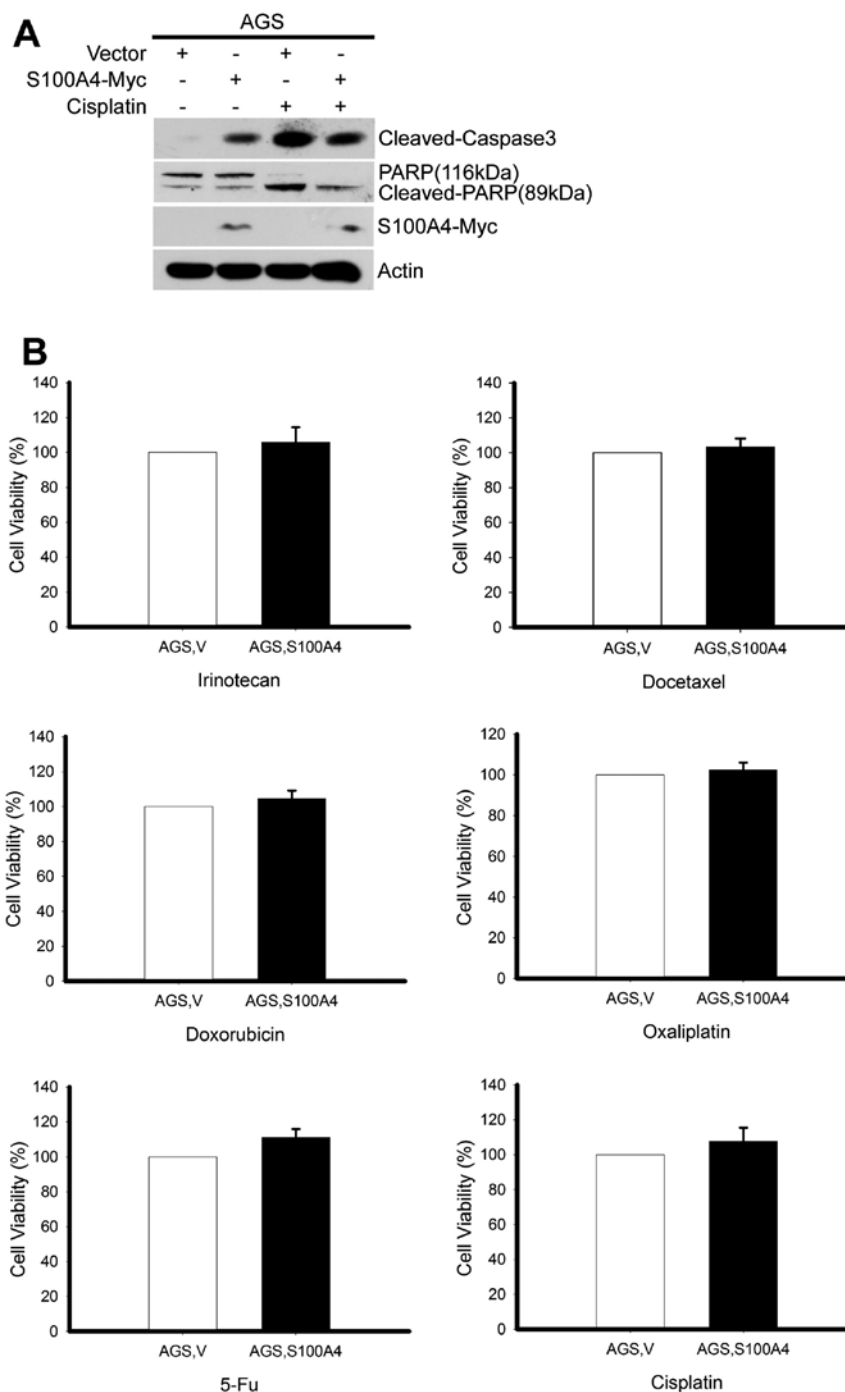 A
AGS
Vector + - + -
S100A4-Myc - + - +
Cisplatin - - + +
Cleaved-Caspase3
PARP(116kDa)
Cleaved-PARP(89kDa)
S100A4-Myc
Actin
B
140
120
100
80
60
40
20
0
Cell Viability (%)
AGS,V AGS,S100A4
Irinotecan
140
120
100
80
60
40
20
0
Cell Viability (%)
AGS,V AGS,S100A4
Docetaxel
140
120
100
80
60
40
20
0
Cell Viability (%)
AGS,V AGS,S100A4
Doxorubicin
120
100
80
60
40
20
0
Cell Viability (%)
AGS,V AGS,S100A4
Oxaliplatin
140
120
100
80
60
40
20
0
Cell Viability (%)
AGS,V AGS,S100A4
5-Fu
140
120
100
80
60
40
20
0
Cell Viability (%)
AGS,V AGS,S100A4
Cisplatin